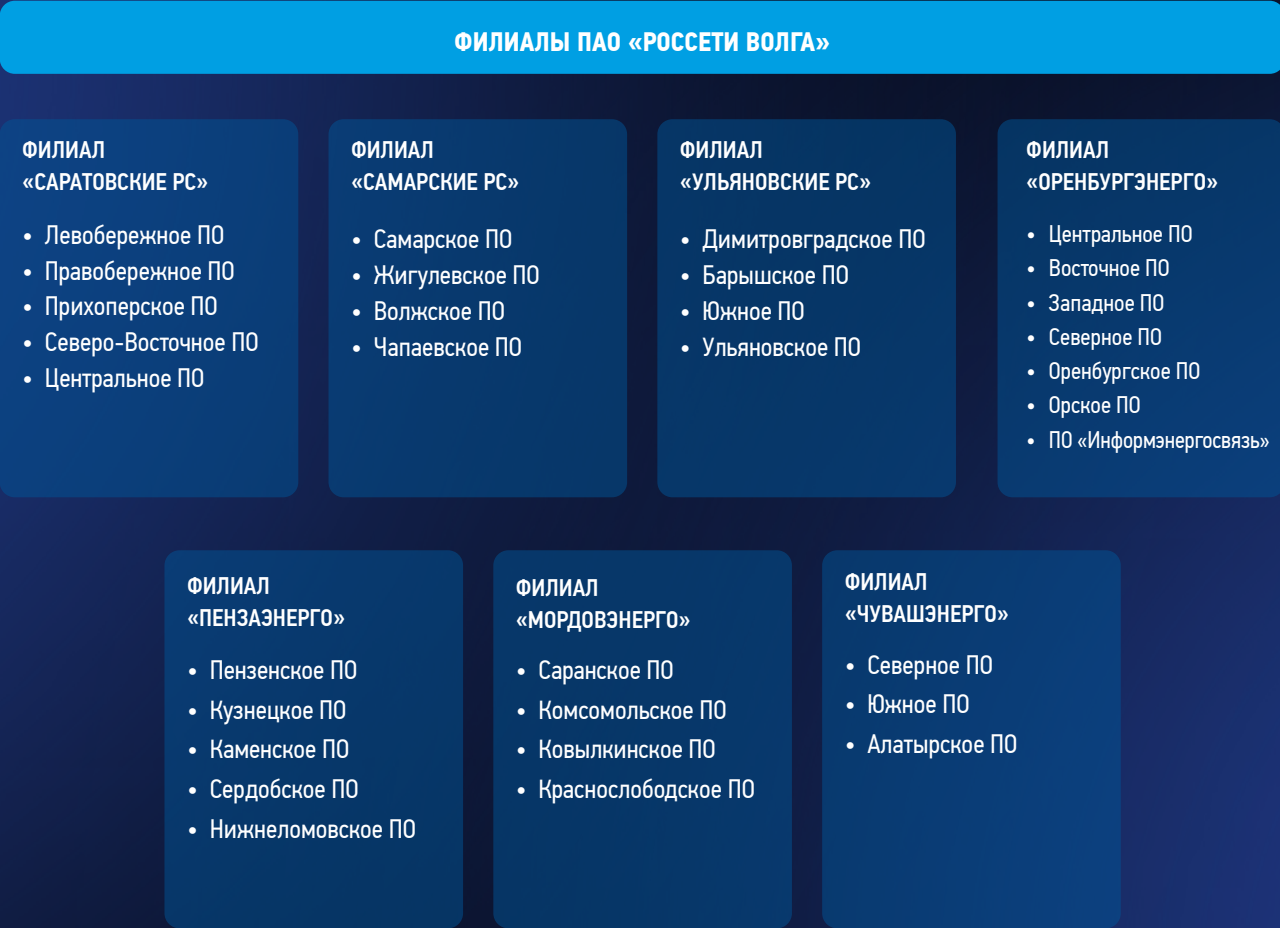 ФИЛИАЛЫ ПАО «РОССЕТИ ВОЛГА»
ФИЛИАЛ
«САРАТОВСКИЕ РС»
• Левобережное ПО
• Правобережное ПО
• Прихоперское ПО
• Северо-Восточное ПО
• Центральное ПО
ФИЛИАЛ
«САМАРСКИЕ РС»
• Самарское ПО
• Жигулевское ПО
• Волжское ПО
• Чапаевское ПО
ФИЛИАЛ
«УЛЬЯНОВСКИЕ РС»
• Димитровградское ПО
• Барышское ПО
• Южное ПО
• Ульяновское ПО
ФИЛИАЛ
«ОРЕНБУРГЭНЕРГО»
• Центральное ПО
• Восточное ПО
• Западное ПО
• Северное ПО
• Оренбургское ПО
• Орское ПО
• ПО «Информэнергосвязь»
ФИЛИАЛ
«ПЕНЗАЭНЕРГО»
• Пензенское ПО
• Кузнецкое ПО
• Каменское ПО
• Сердобское ПО
• Нижнеломовское ПО
ФИЛИАЛ
«МОРДОВЭНЕРГО»
• Саранское ПО
• Комсомольское ПО
• Ковылкинское ПО
• Краснослободское ПО
ФИЛИАЛ
«ЧУВАШЭНЕРГО»
• Северное ПО
• Южное ПО
• Алатырское ПО